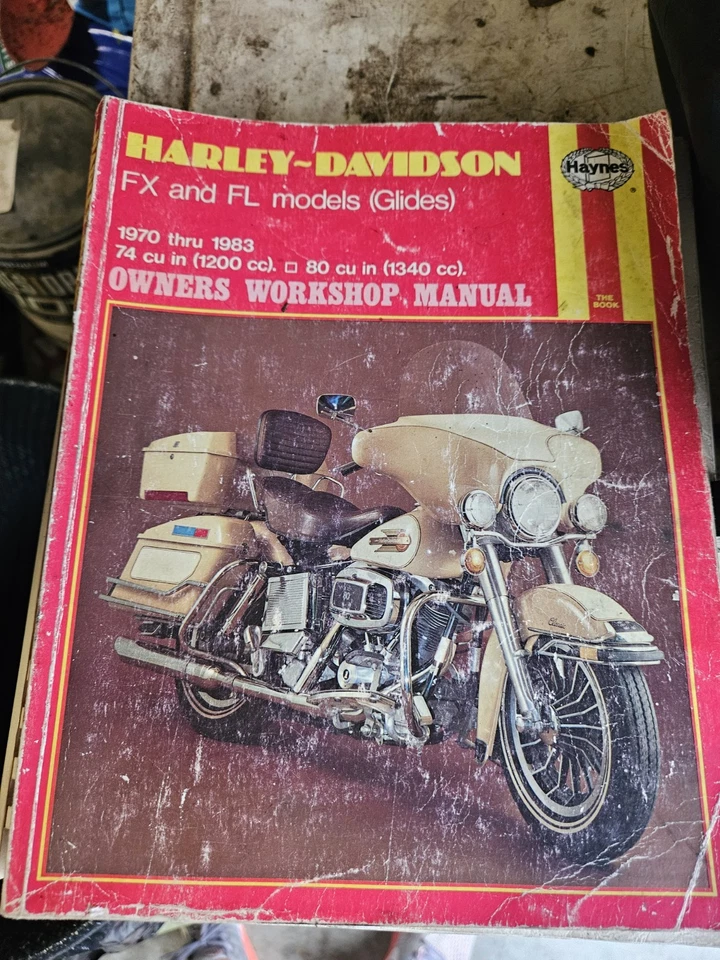 HARLEY~DAVIDSON
Haynes
FX and FL models (Glides)
1970 thru 1983
74 cu in (1200 cc). □ 80 cu in (1340 cc).
OWNERS WORKSHOP MANUAL
THE
BOOK
80